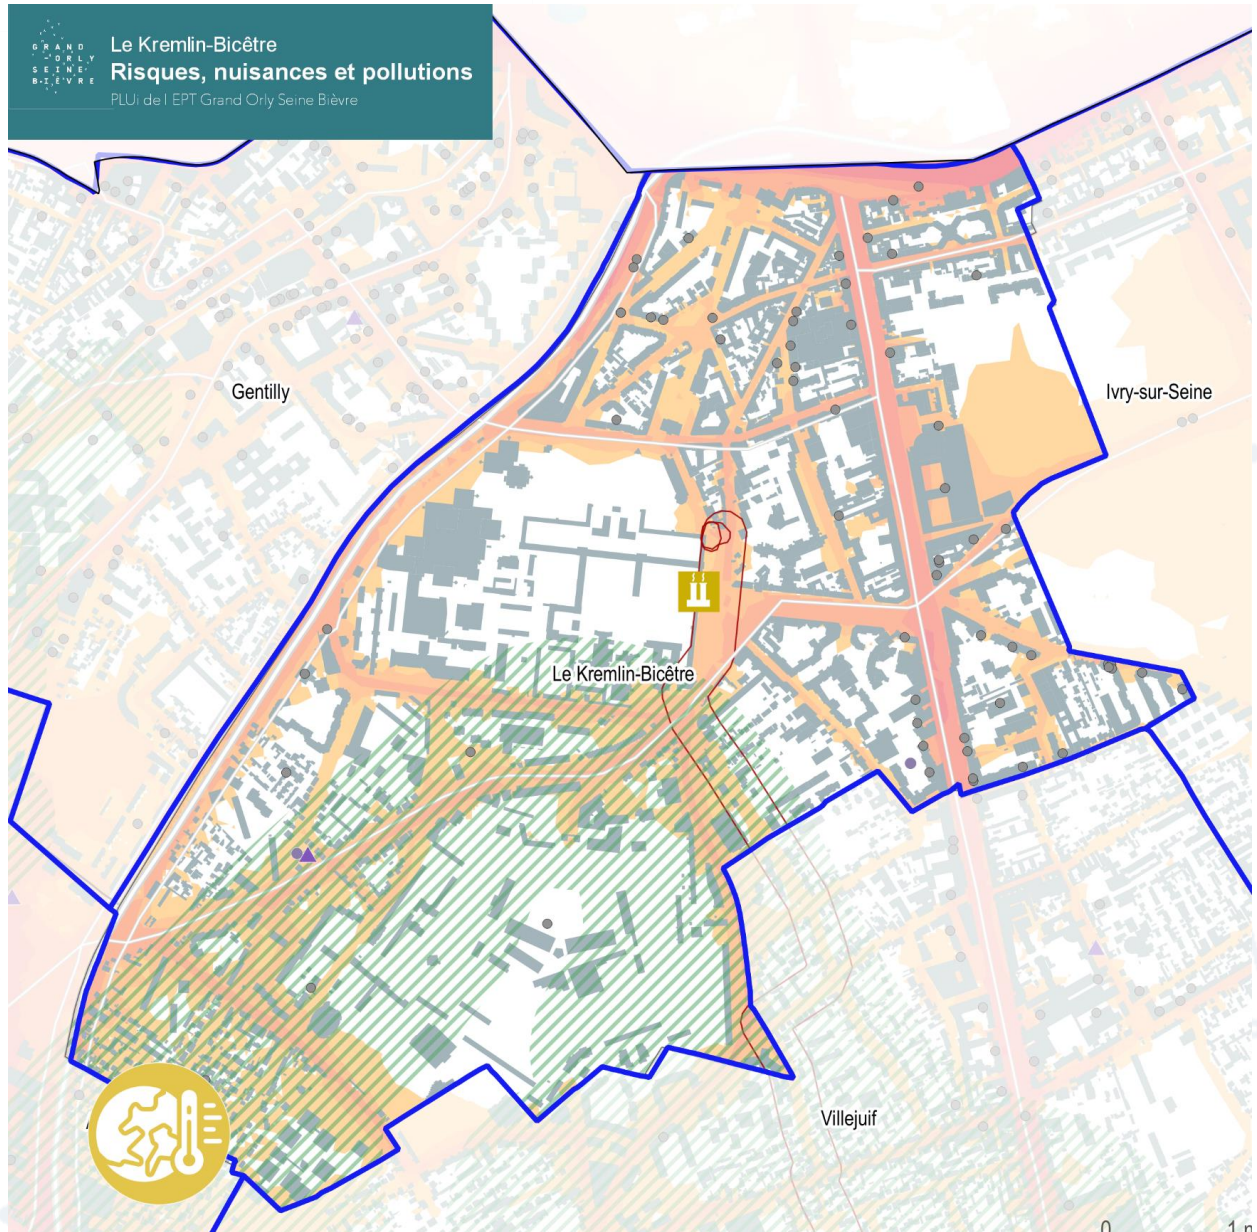 GRAND
-ORLY
SEINE
BIÈVRE
Le Kremlin-Bicêtre
Risques, nuisances et pollutions
PLUi de l EPT Grand Orly Seine Bièvre
Gentilly
Ivry-sur-Seine
Le Kremlin-Bicêtre
Villejuif
0